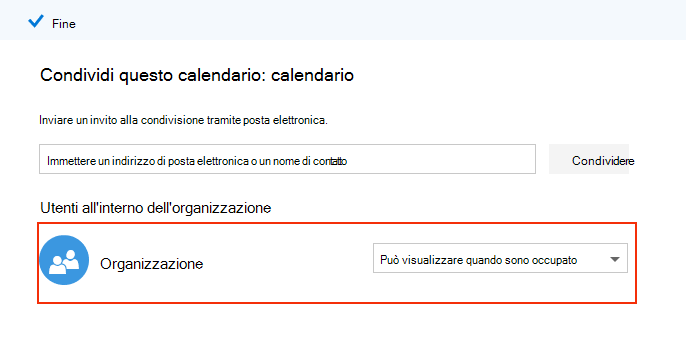 Fine
Condividi questo calendario: calendario
Inviare un invito alla condivisione tramite posta elettronica.
Immettere un indirizzo di posta elettronica o un nome di contatto
Condividere
Utenti all'interno dell'organizzazione
Organizzazione
Può visualizzare quando sono occupato